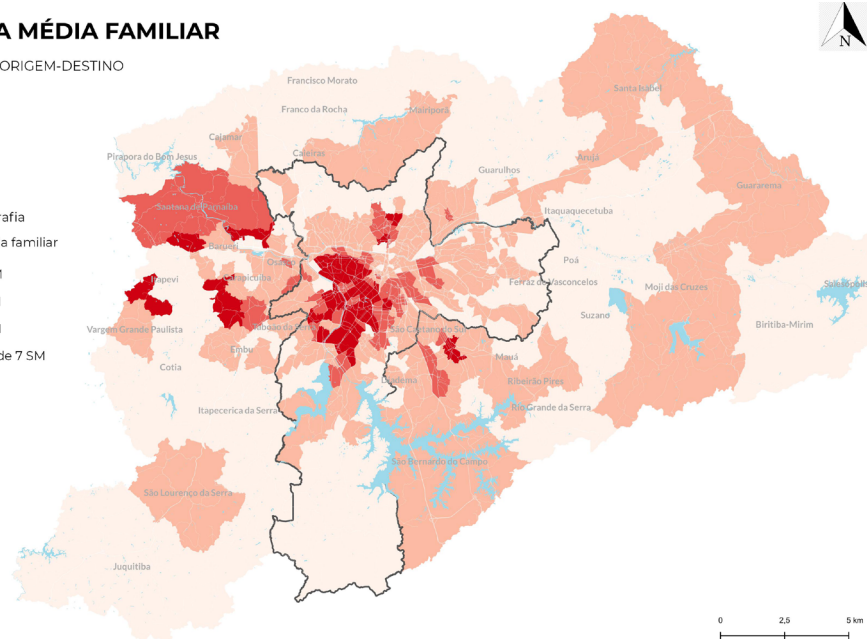 A MÉDIA FAMILIAR
ORIGEM-DESTINO
N
Francisco Morato
Santa Isabel
Franco da Rocha
Mairiporã
Cajamar
Caieiras
Pirapora do Bom Jesus
Arujá
Guarulhos
Guararema
Santana de Parnaíba
Itaquaquecetuba
rafia
a familiar
Barueri
Poá
Osas
M
apevi
Carapicuíba
Ferraz de Vasconcelos
Salesópolis
Moji das Cruzes
Suzano
Biritiba-Mirim
Vargem Grande Paulista
Taboão da Serra
São Caetano do Sul
de 7 SM
Embu
Mauá
Cotia
Diadema
Ribeirão Pires
Itapecerica da Serra
Rio Grande da Serra
São Bernardo do Campo
São Lourenço da Serra
Juquitiba
0 2,5 5 km